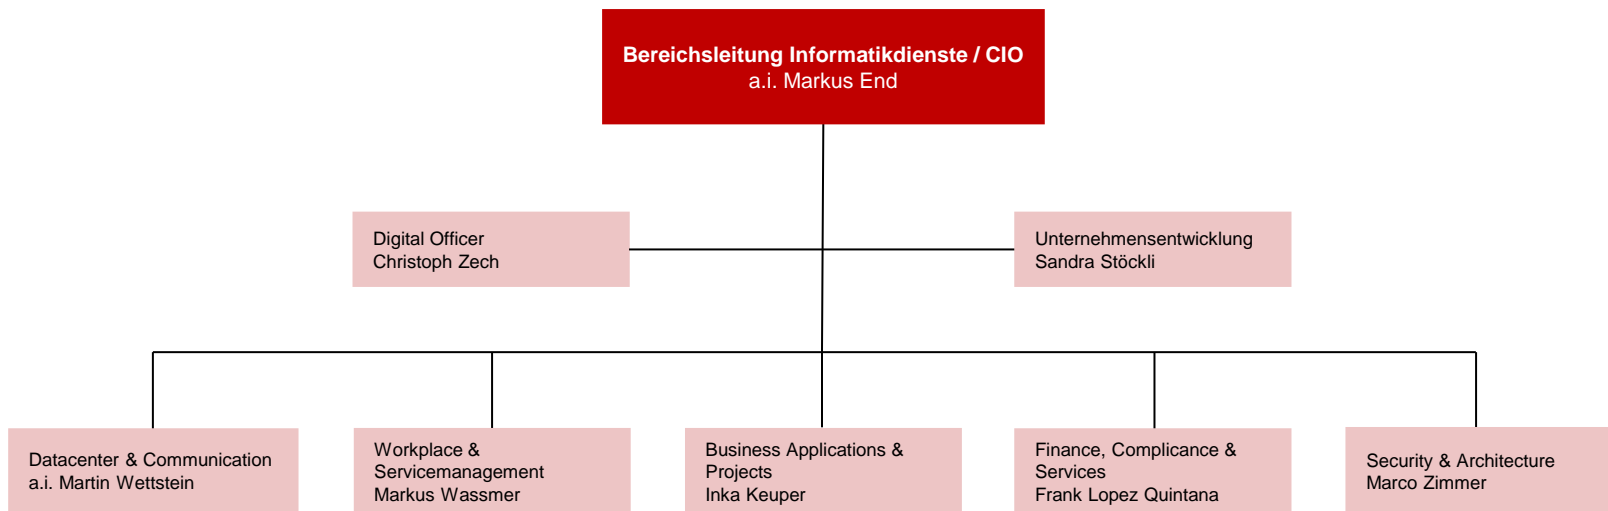 Bereichsleitung Informatikdienste / CIO
a.i. Markus End
Digital Officer
Christoph Zech
Unternehmensentwicklung
Sandra Stöckli
Datacenter & Communication
a.i. Martin Wettstein
Workplace &
Servicemanagement
Markus Wassmer
Business Applications &
Projects
Inka Keuper
Finance, Complicance &
Services
Frank Lopez Quintana
Security & Architecture
Marco Zimmer